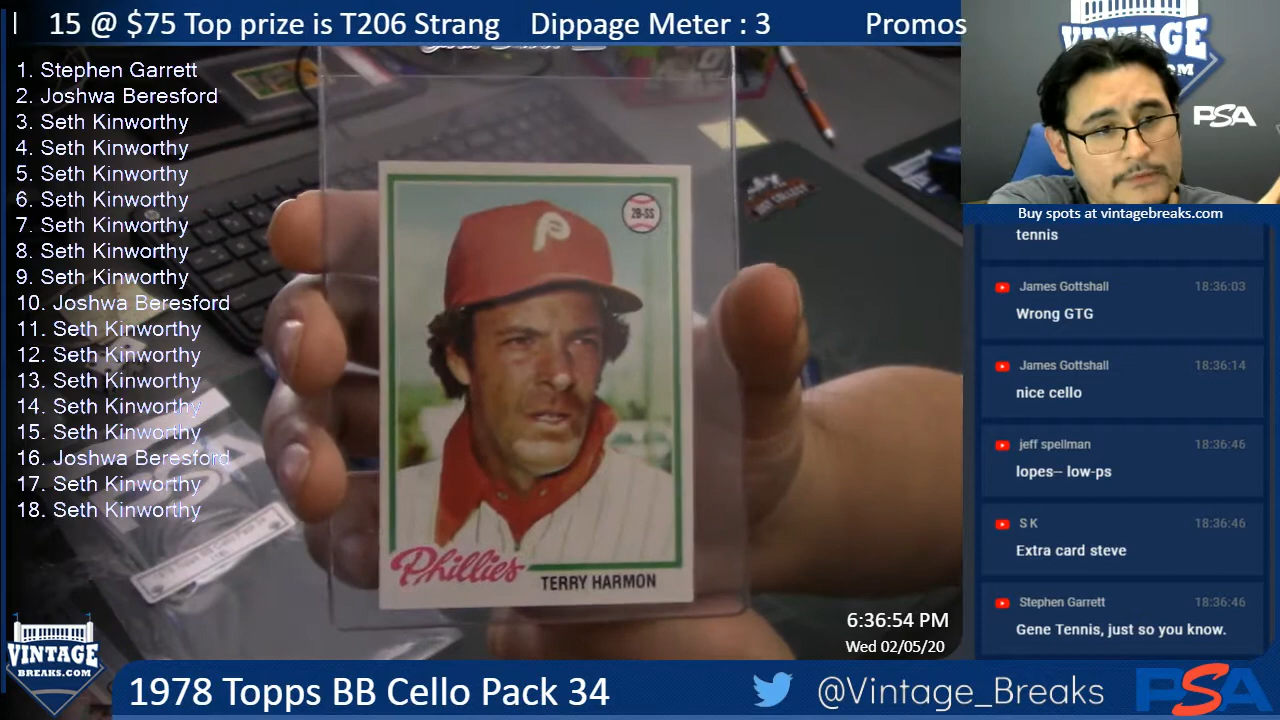 15 @ $75 Top prize is T206 Strang Dippage Meter : 3 Promos
1. Stephen Garrett
2. Joshwa Beresford
3. Seth Kinworthy
4. Seth Kinworthy
5. Seth Kinworthy
6. Seth Kinworthy
7. Seth Kinworthy
8. Seth Kinworthy
9. Seth Kinworthy
10. Joshwa Beresford
11. Seth Kinworthy
12. Seth Kinworthy
13. Seth Kinworthy
14. Seth Kinworthy
15. Seth Kinworthy
16. Joshwa Beresford
17. Seth Kinworthy
18. Seth Kinworthy
2B-SS
P
Phillies
TERRY HARMON
6:36:54 PM
Wed 02/05/20
VINTAGE
PSA
Buy spots at vintagebreaks.com
tennis
James Gottshall 18:36:03
Wrong GTG
James Gottshall 18:36:14
nice cello
jeff spellman 18:36:46
lopes-- low-ps
S K 18:36:46
Extra card steve
Stephen Garrett 18:36:46
Gene Tennis, just so you know.
VINTAGE
BREAKS.COM
1978 Topps BB Cello Pack 34
@Vintage_Breaks
PSA